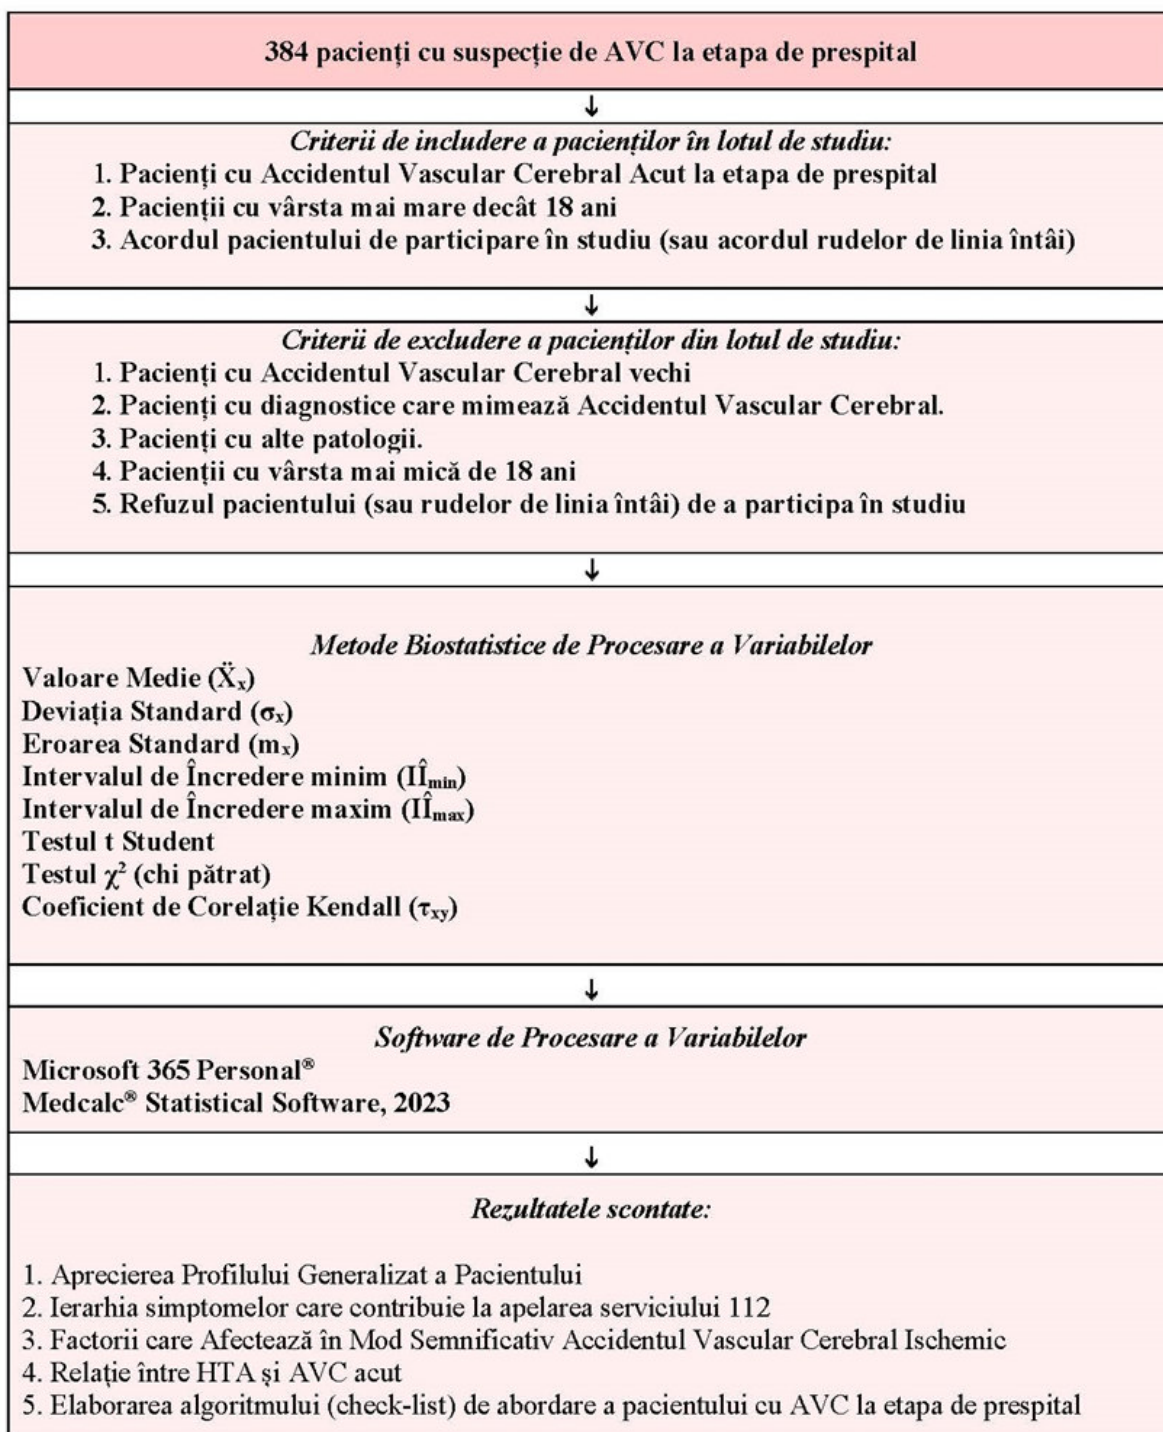 384 pacienți cu suspecție de AVC la etapa de prespital
↓
Criterii de includere a pacienților în lotul de studiu:
1. Pacienți cu Accidentul Vascular Cerebral Acut la etapa de prespital
2. Pacienții cu vârsta mai mare decât 18 ani
3. Acordul pacientului de participare în studiu (sau acordul rudelor de linia întâi)
↓
Criterii de excludere a pacienților din lotul de studiu:
1. Pacienți cu Accidentul Vascular Cerebral vechi
2. Pacienți cu diagnostice care mimează Accidentul Vascular Cerebral.
3. Pacienți cu alte patologii.
4. Pacienții cu vârsta mai mică de 18 ani
5. Refuzul pacientului (sau rudelor de linia întâi) de a participa în studiu
↓
Metode Biostatistice de Procesare a Variabilelor
Valoare Medie (Ẍₓ)
Deviația Standard (σₓ)
Eroarea Standard (mₓ)
Intervalul de Încredere minim (IÎmin)
Intervalul de Încredere maxim (IÎmax)
Testul t Student
Testul χ² (chi pătrat)
Coeficient de Corelație Kendall (τxy)
↓
Software de Procesare a Variabilelor
Microsoft 365 Personal®
Medcalc® Statistical Software, 2023
↓
Rezultatele scontate:
1. Aprecierea Profilului Generalizat a Pacientului
2. Ierarhia simptomelor care contribuie la apelarea serviciului 112
3. Factorii care Afectează în Mod Semnificativ Accidentul Vascular Cerebral Ischemic
4. Relație între HTA și AVC acut
5. Elaborarea algoritmului (check-list) de abordare a pacientului cu AVC la etapa de prespital